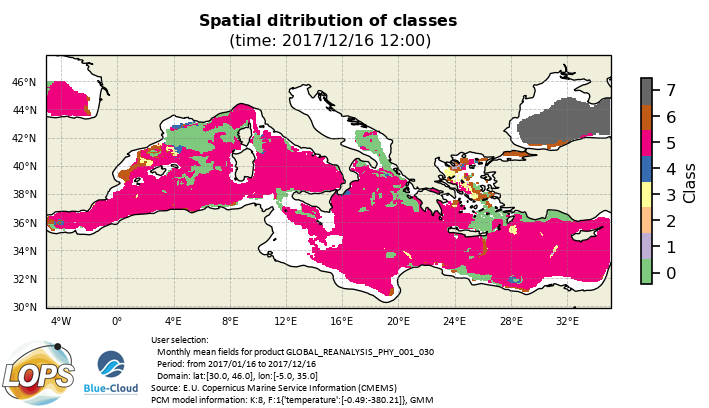 Spatial ditribution of classes
(time: 2017/12/16 12:00)
46°N
44°N
42°N
40°N
38°N
36°N
34°N
32°N
30°N
4°W 0° 4°E 8°E 12°E 16°E 20°E 24°E 28°E 32°E
7
6
5
4
3
2
1
0
Class
LOPS
Blue-Cloud
User selection:
Monthly mean fields for product GLOBAL_REANALYSIS_PHY_001_030
Period: from 2017/01/16 to 2017/12/16
Domain: lat:[30.0, 46.0], lon:[-5.0, 35.0]
Source: E.U. Copernicus Marine Service Information (CMEMS)
PCM model information: K:8, F:1{'temperature':[-0.49:-380.21]}, GMM